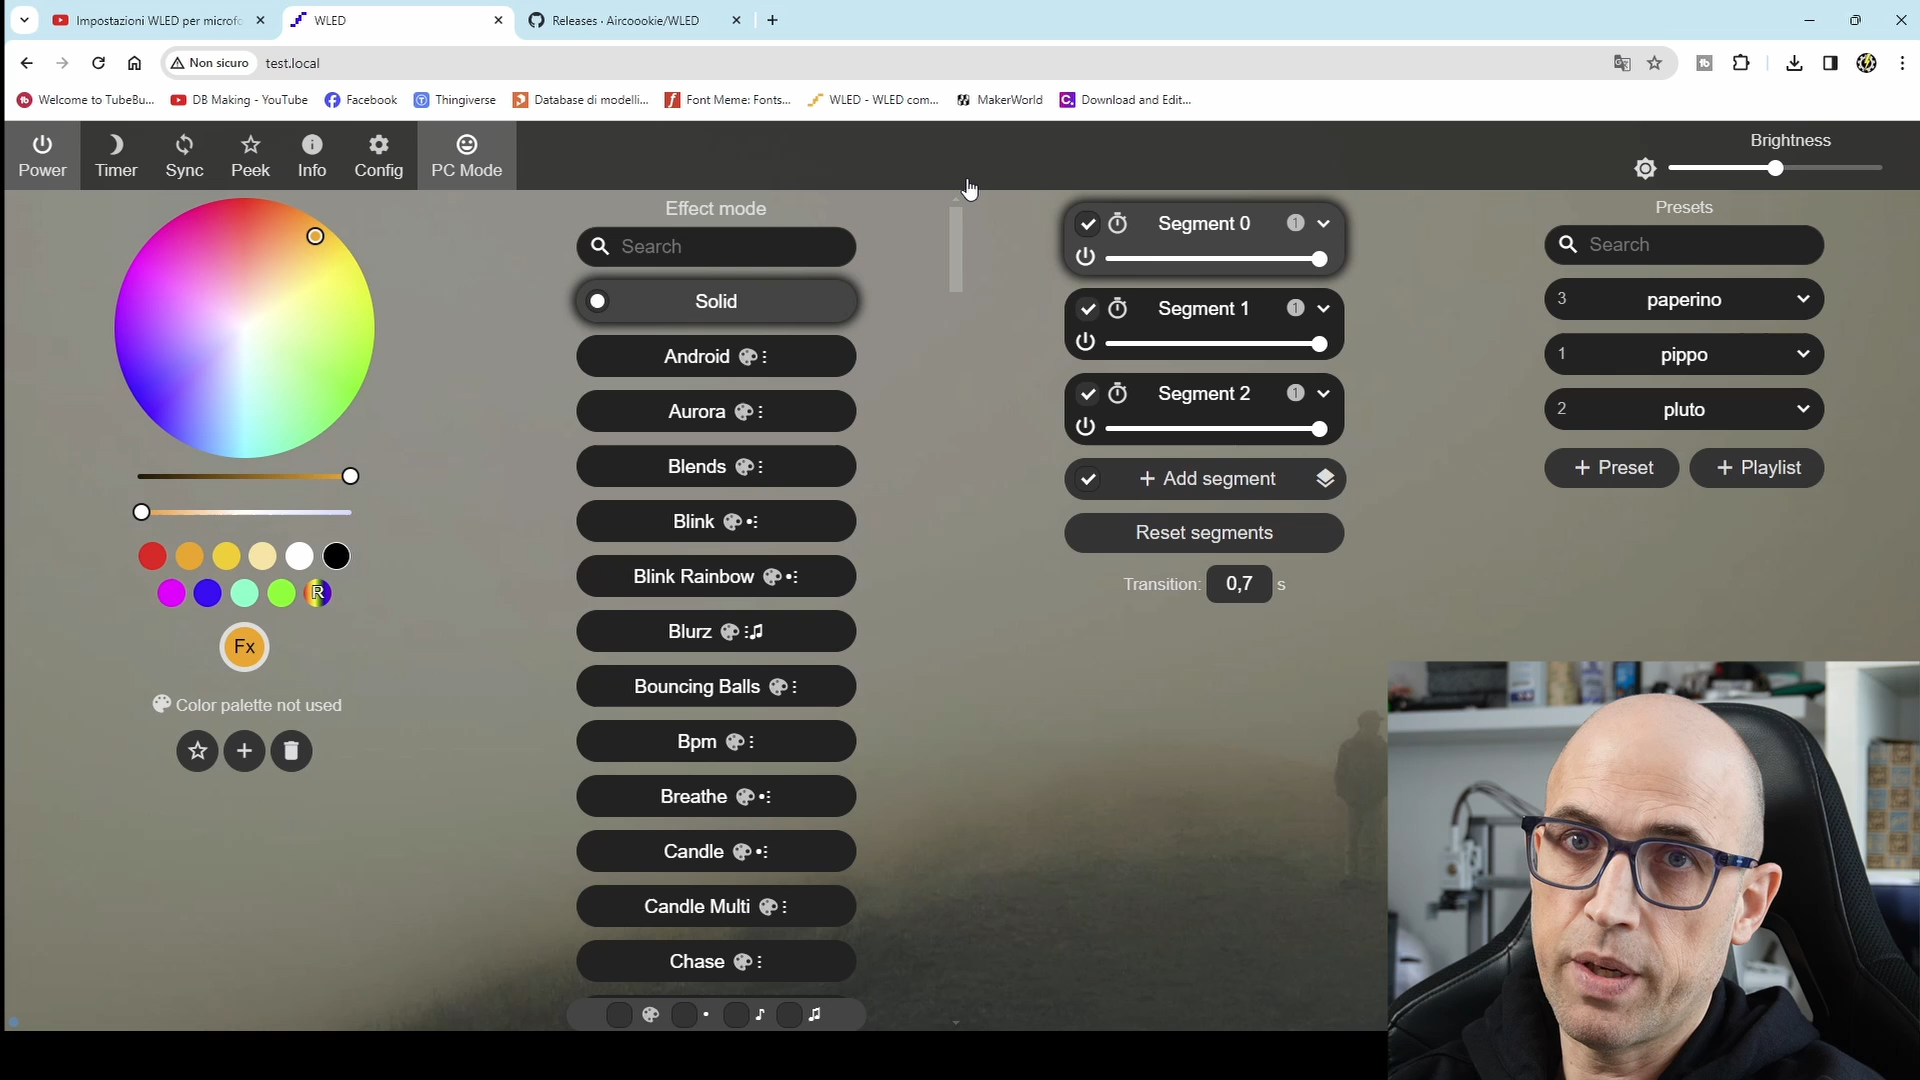 Impostazioni WLED per microfo
WLED
Releases · Aircoookie/WLED
Non sicuro
test.local
Welcome to TubeBu...
DB Making - YouTube
Facebook
Thingiverse
Database di modelli...
Font Meme: Fonts...
WLED - WLED com...
MakerWorld
Download and Edit...
Power
Timer
Sync
Peek
Info
Config
PC Mode
Brightness
Effect mode
Search
Solid
Android
Aurora
Blends
Blink
Blink Rainbow
Blurz
Bouncing Balls
Bpm
Breathe
Candle
Candle Multi
Chase
R
Fx
Color palette not used
Segment 0 1
Segment 1 1
Segment 2 1
+ Add segment
Reset segments
Transition: 0,7 s
Presets
Search
3 paperino
1 pippo
2 pluto
+ Preset
+ Playlist